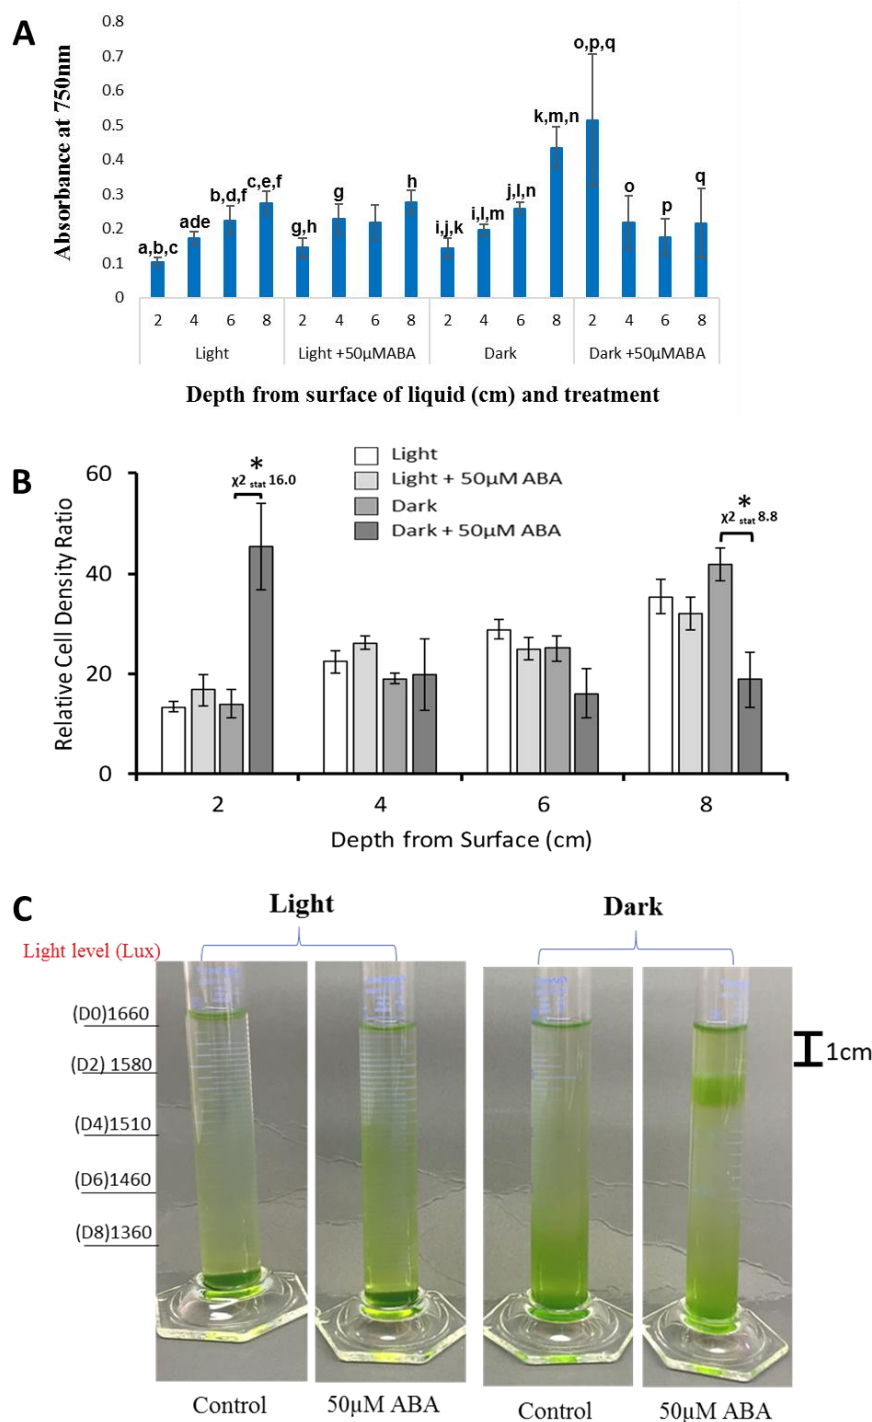 A
Absorbance at 750nm
0.8
0.7
0.6
0.5
0.4
0.3
0.2
0.1
0
a,b,c
ade
b,d,f
c,e,f
g,h
g
h
i,j,k
i,l,m
j,l,n
k,m,n
o,p,q
o
p
q
2 4 6 8 2 4 6 8 2 4 6 8 2 4 6 8
Light Light +50µMABA Dark Dark +50µMABA
Depth from surface of liquid (cm) and treatment
B
Relative Cell Density Ratio
60
40
20
0
Light
Light + 50µM ABA
Dark
Dark + 50µM ABA
*
χ2 stat 16.0
*
χ2 stat 8.8
2 4 6 8
Depth from Surface (cm)
C
Light Dark
Light level (Lux)
(D0)1660
(D2) 1580
(D4)1510
(D6)1460
(D8)1360
1cm
Control 50µM ABA Control 50µM ABA